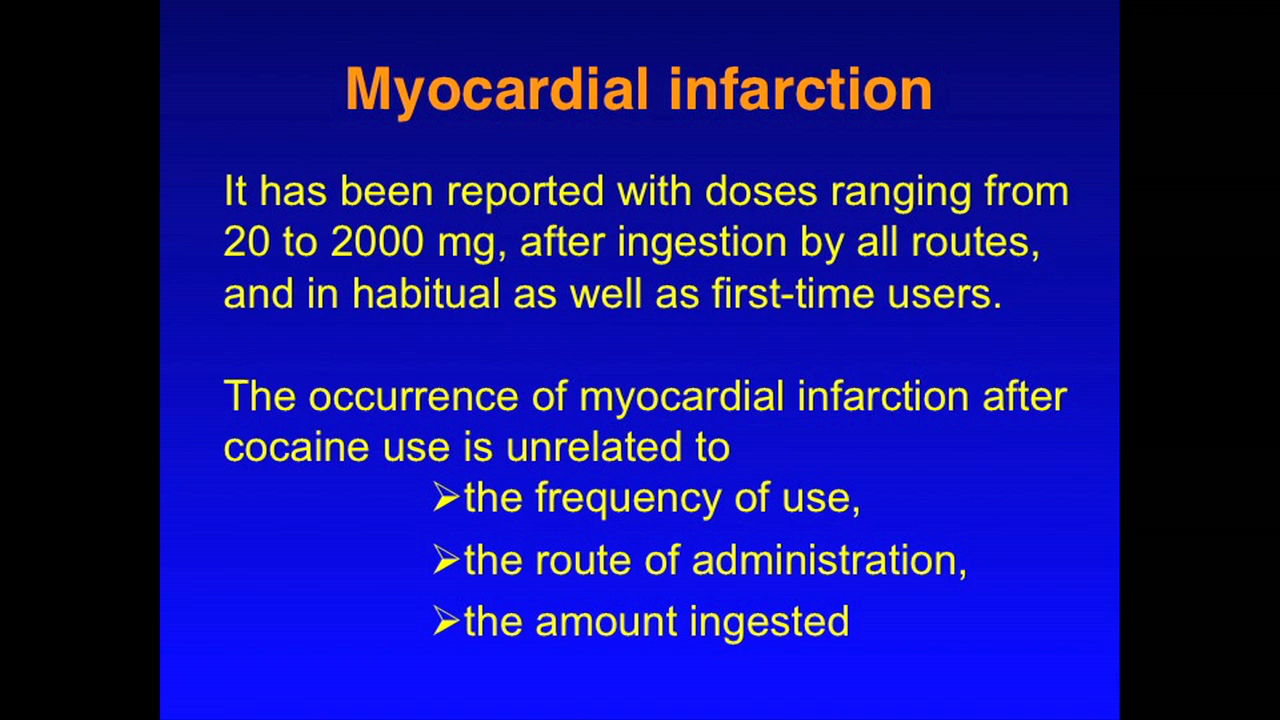 Myocardial infarction
It has been reported with doses ranging from
20 to 2000 mg, after ingestion by all routes,
and in habitual as well as first-time users.
The occurrence of myocardial infarction after
cocaine use is unrelated to
➢the frequency of use,
➢the route of administration,
➢the amount ingested